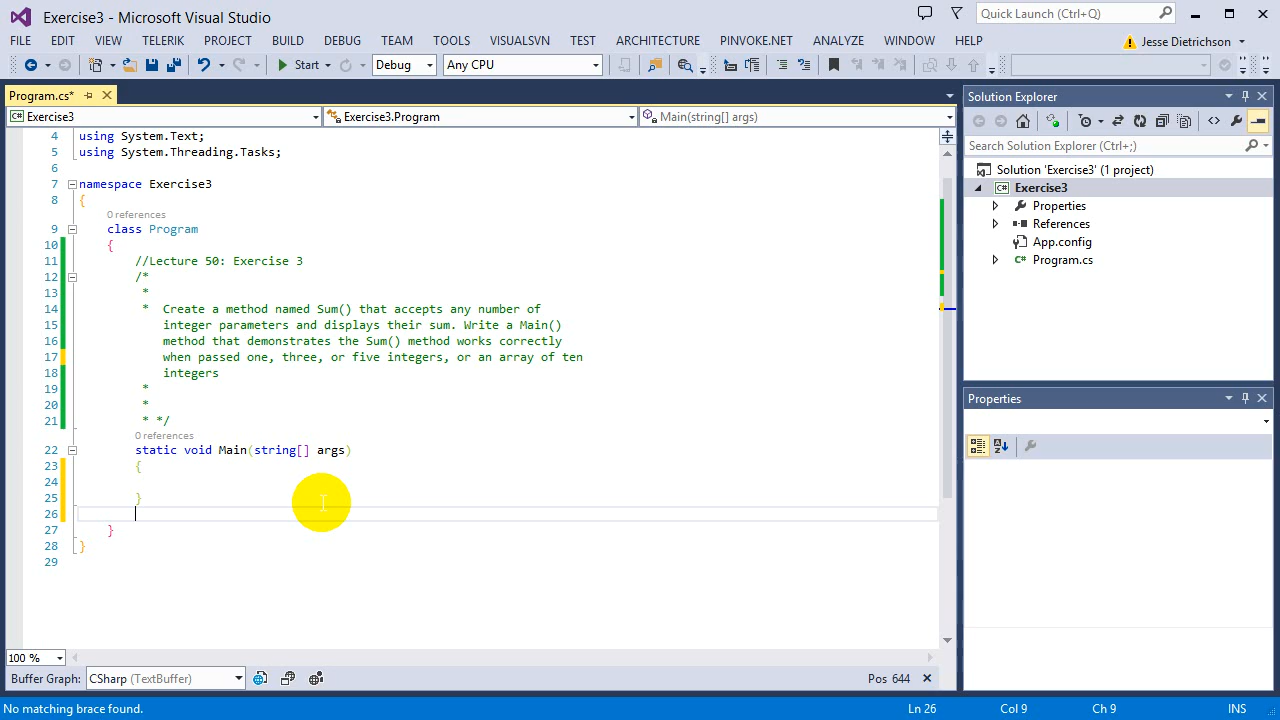 Exercise3 - Microsoft Visual Studio
Quick Launch (Ctrl+Q)
FILE EDIT VIEW TELERIK PROJECT BUILD DEBUG TEAM TOOLS VISUALSVN TEST ARCHITECTURE PINVOKE.NET ANALYZE WINDOW HELP Jesse Dietrichson
Start Debug Any CPU
Program.cs*
Exercise3 Exercise3.Program Main(string[] args)
4 using System.Text;
5 using System.Threading.Tasks;
6
7 namespace Exercise3
8 {
0 references
9 class Program
10 {
11 //Lecture 50: Exercise 3
12 /*
13 *
14 * Create a method named Sum() that accepts any number of
15 integer parameters and displays their sum. Write a Main()
16 method that demonstrates the Sum() method works correctly
17 when passed one, three, or five integers, or an array of ten
18 integers
19 *
20 *
21 * */
0 references
22 static void Main(string[] args)
23 {
24
25 }
26
27 }
28 }
29
100 %
Buffer Graph: CSharp (TextBuffer) Pos 644
No matching brace found. Ln 26 Col 9 Ch 9 INS
Solution Explorer
Search Solution Explorer (Ctrl+;)
Solution 'Exercise3' (1 project)
C# Exercise3
Properties
References
App.config
C# Program.cs
Properties